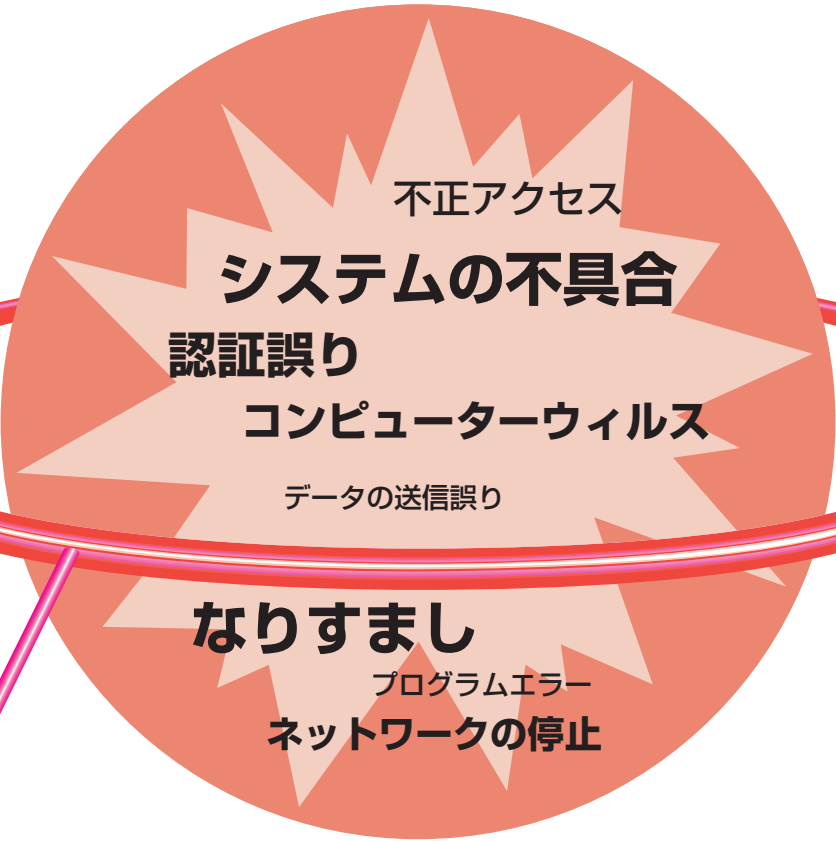 不正アクセス
システムの不具合
認証誤り
コンピューターウィルス
データの送信誤り
なりすまし
プログラムエラー
ネットワークの停止